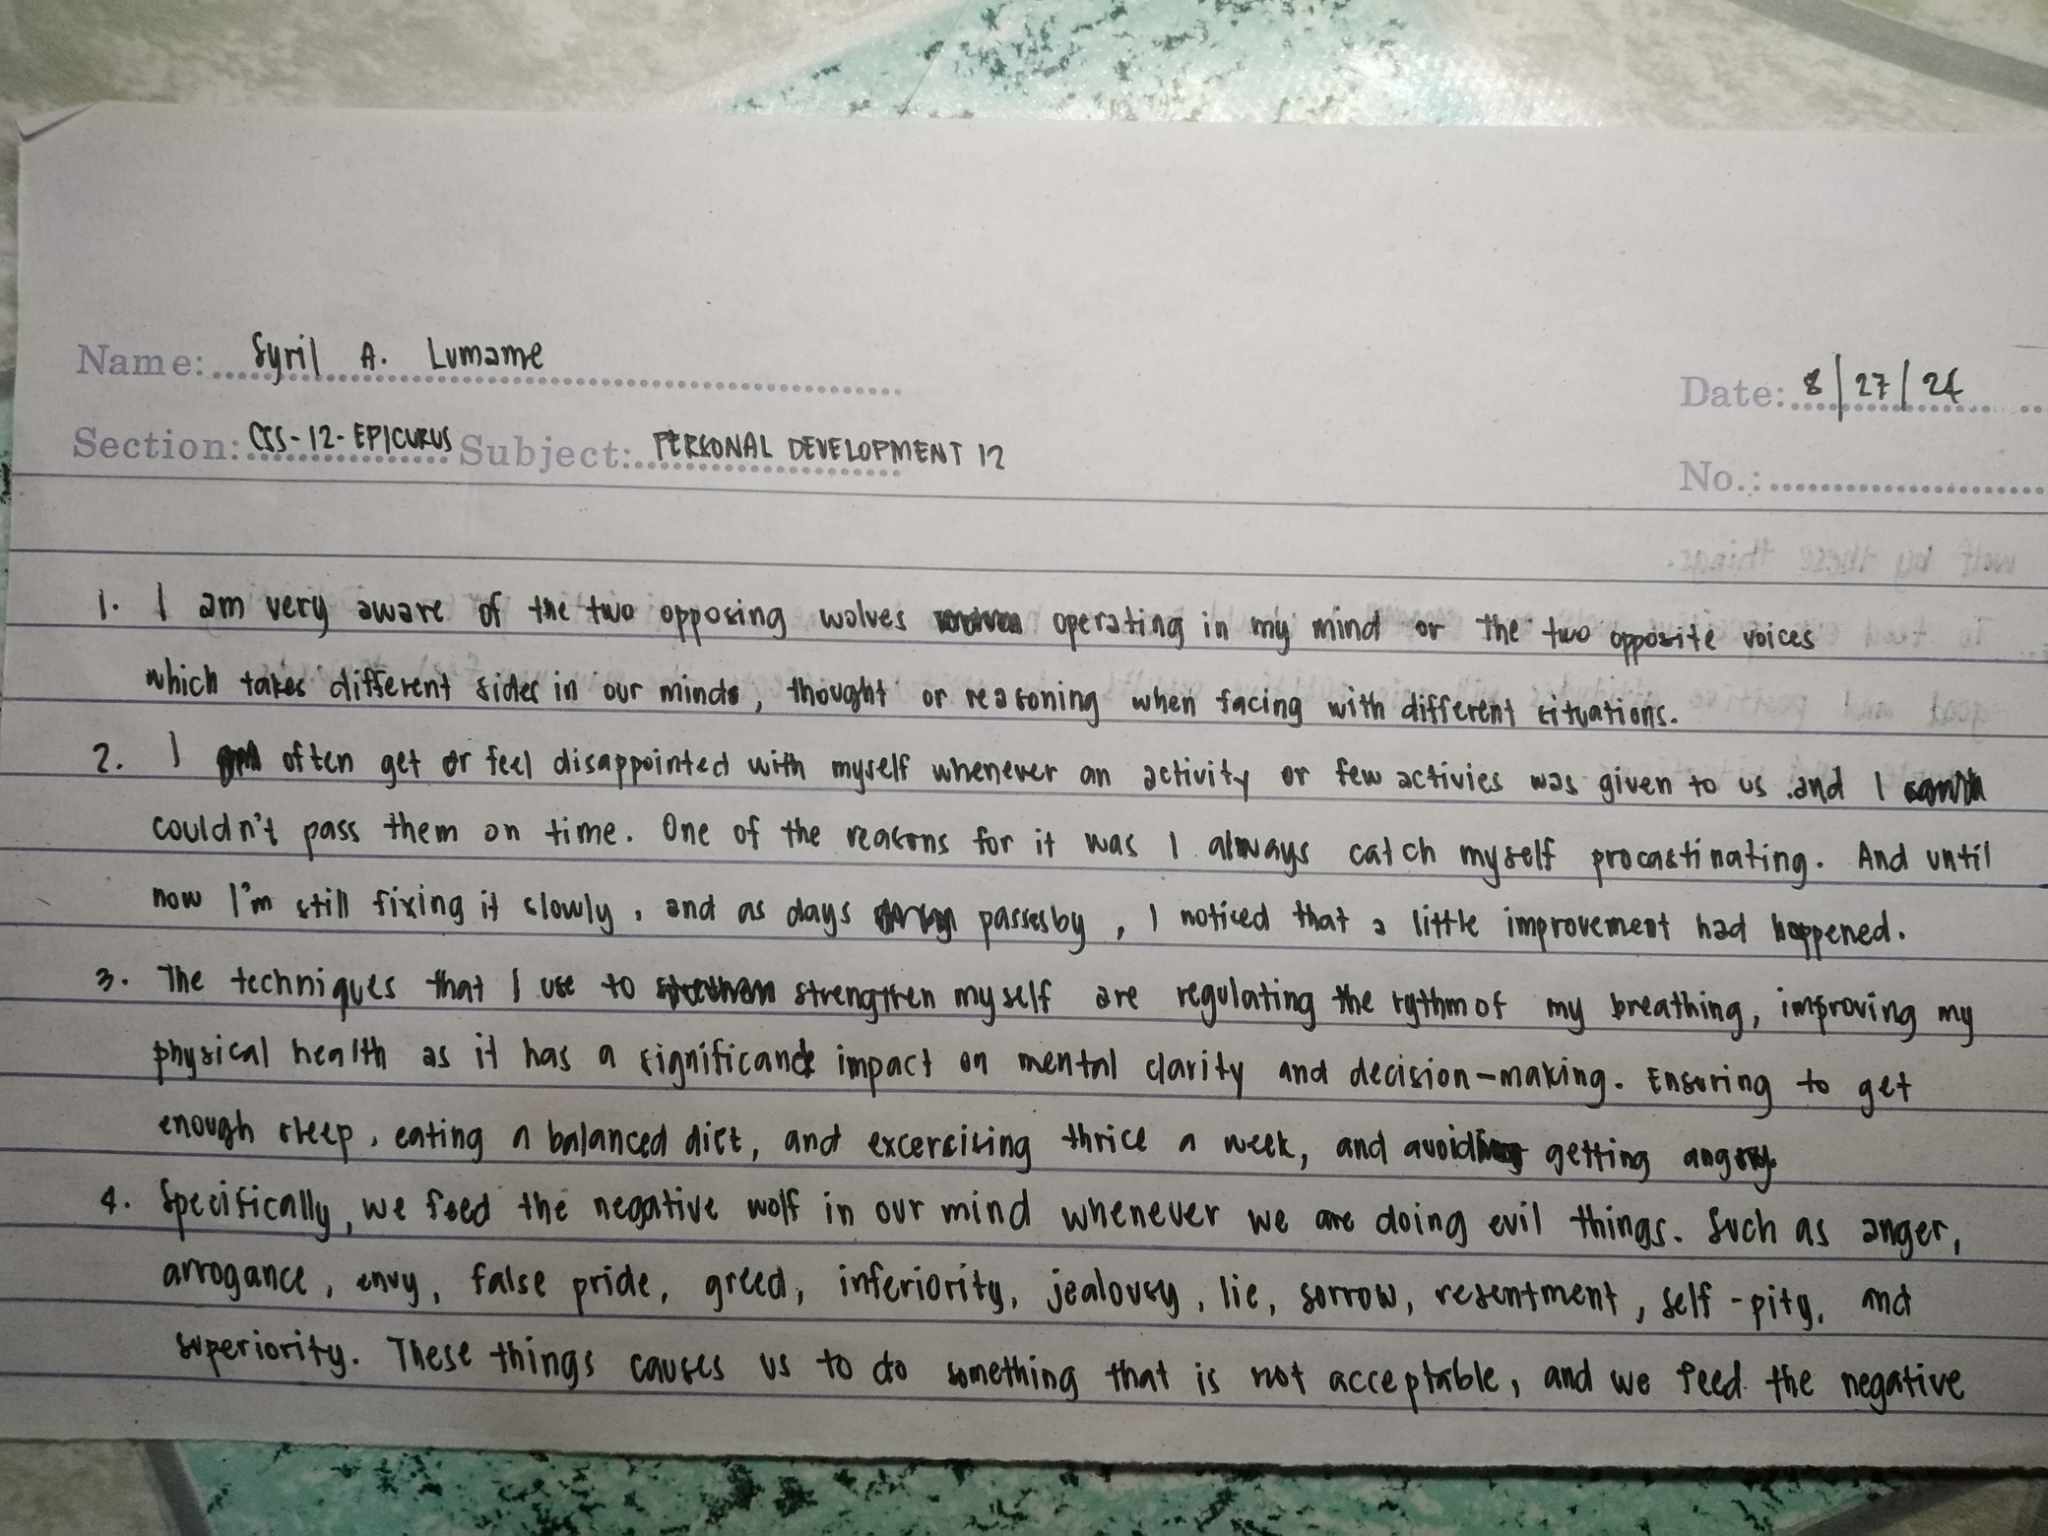 Name: Syril A. Lumame
Date: 8/27/24
Section: CSS-12-EPICURUS Subject: PERSONAL DEVELOPMENT 12
No.:
1. I am very aware of the two opposing wolves operating in my mind or the two opposite voices
which takes different sides in our minds, thought or reasoning when facing with different situations.
2. I often get or feel disappointed with myself whenever an activity or few activies was given to us and I
couldn't pass them on time. One of the reasons for it was I always catch myself procastinating. And until
now I'm still fixing it slowly, and as days passes by, I noticed that a little improvement had happened.
3. The techniques that I use to strengthen myself are regulating the rythm of my breathing, improving my
physical health as it has a significant impact on mental clarity and decision-making. Ensuring to get
enough sleep, eating a balanced diet, and excercising thrice a week, and avoiding getting angry.
4. Specifically, we feed the negative wolf in our mind whenever we are doing evil things. Such as anger,
arrogance, envy, false pride, greed, inferiority, jealousy, lie, sorrow, resentment, self-pity, and
superiority. These things causes us to do something that is not acceptable, and we feed the negative